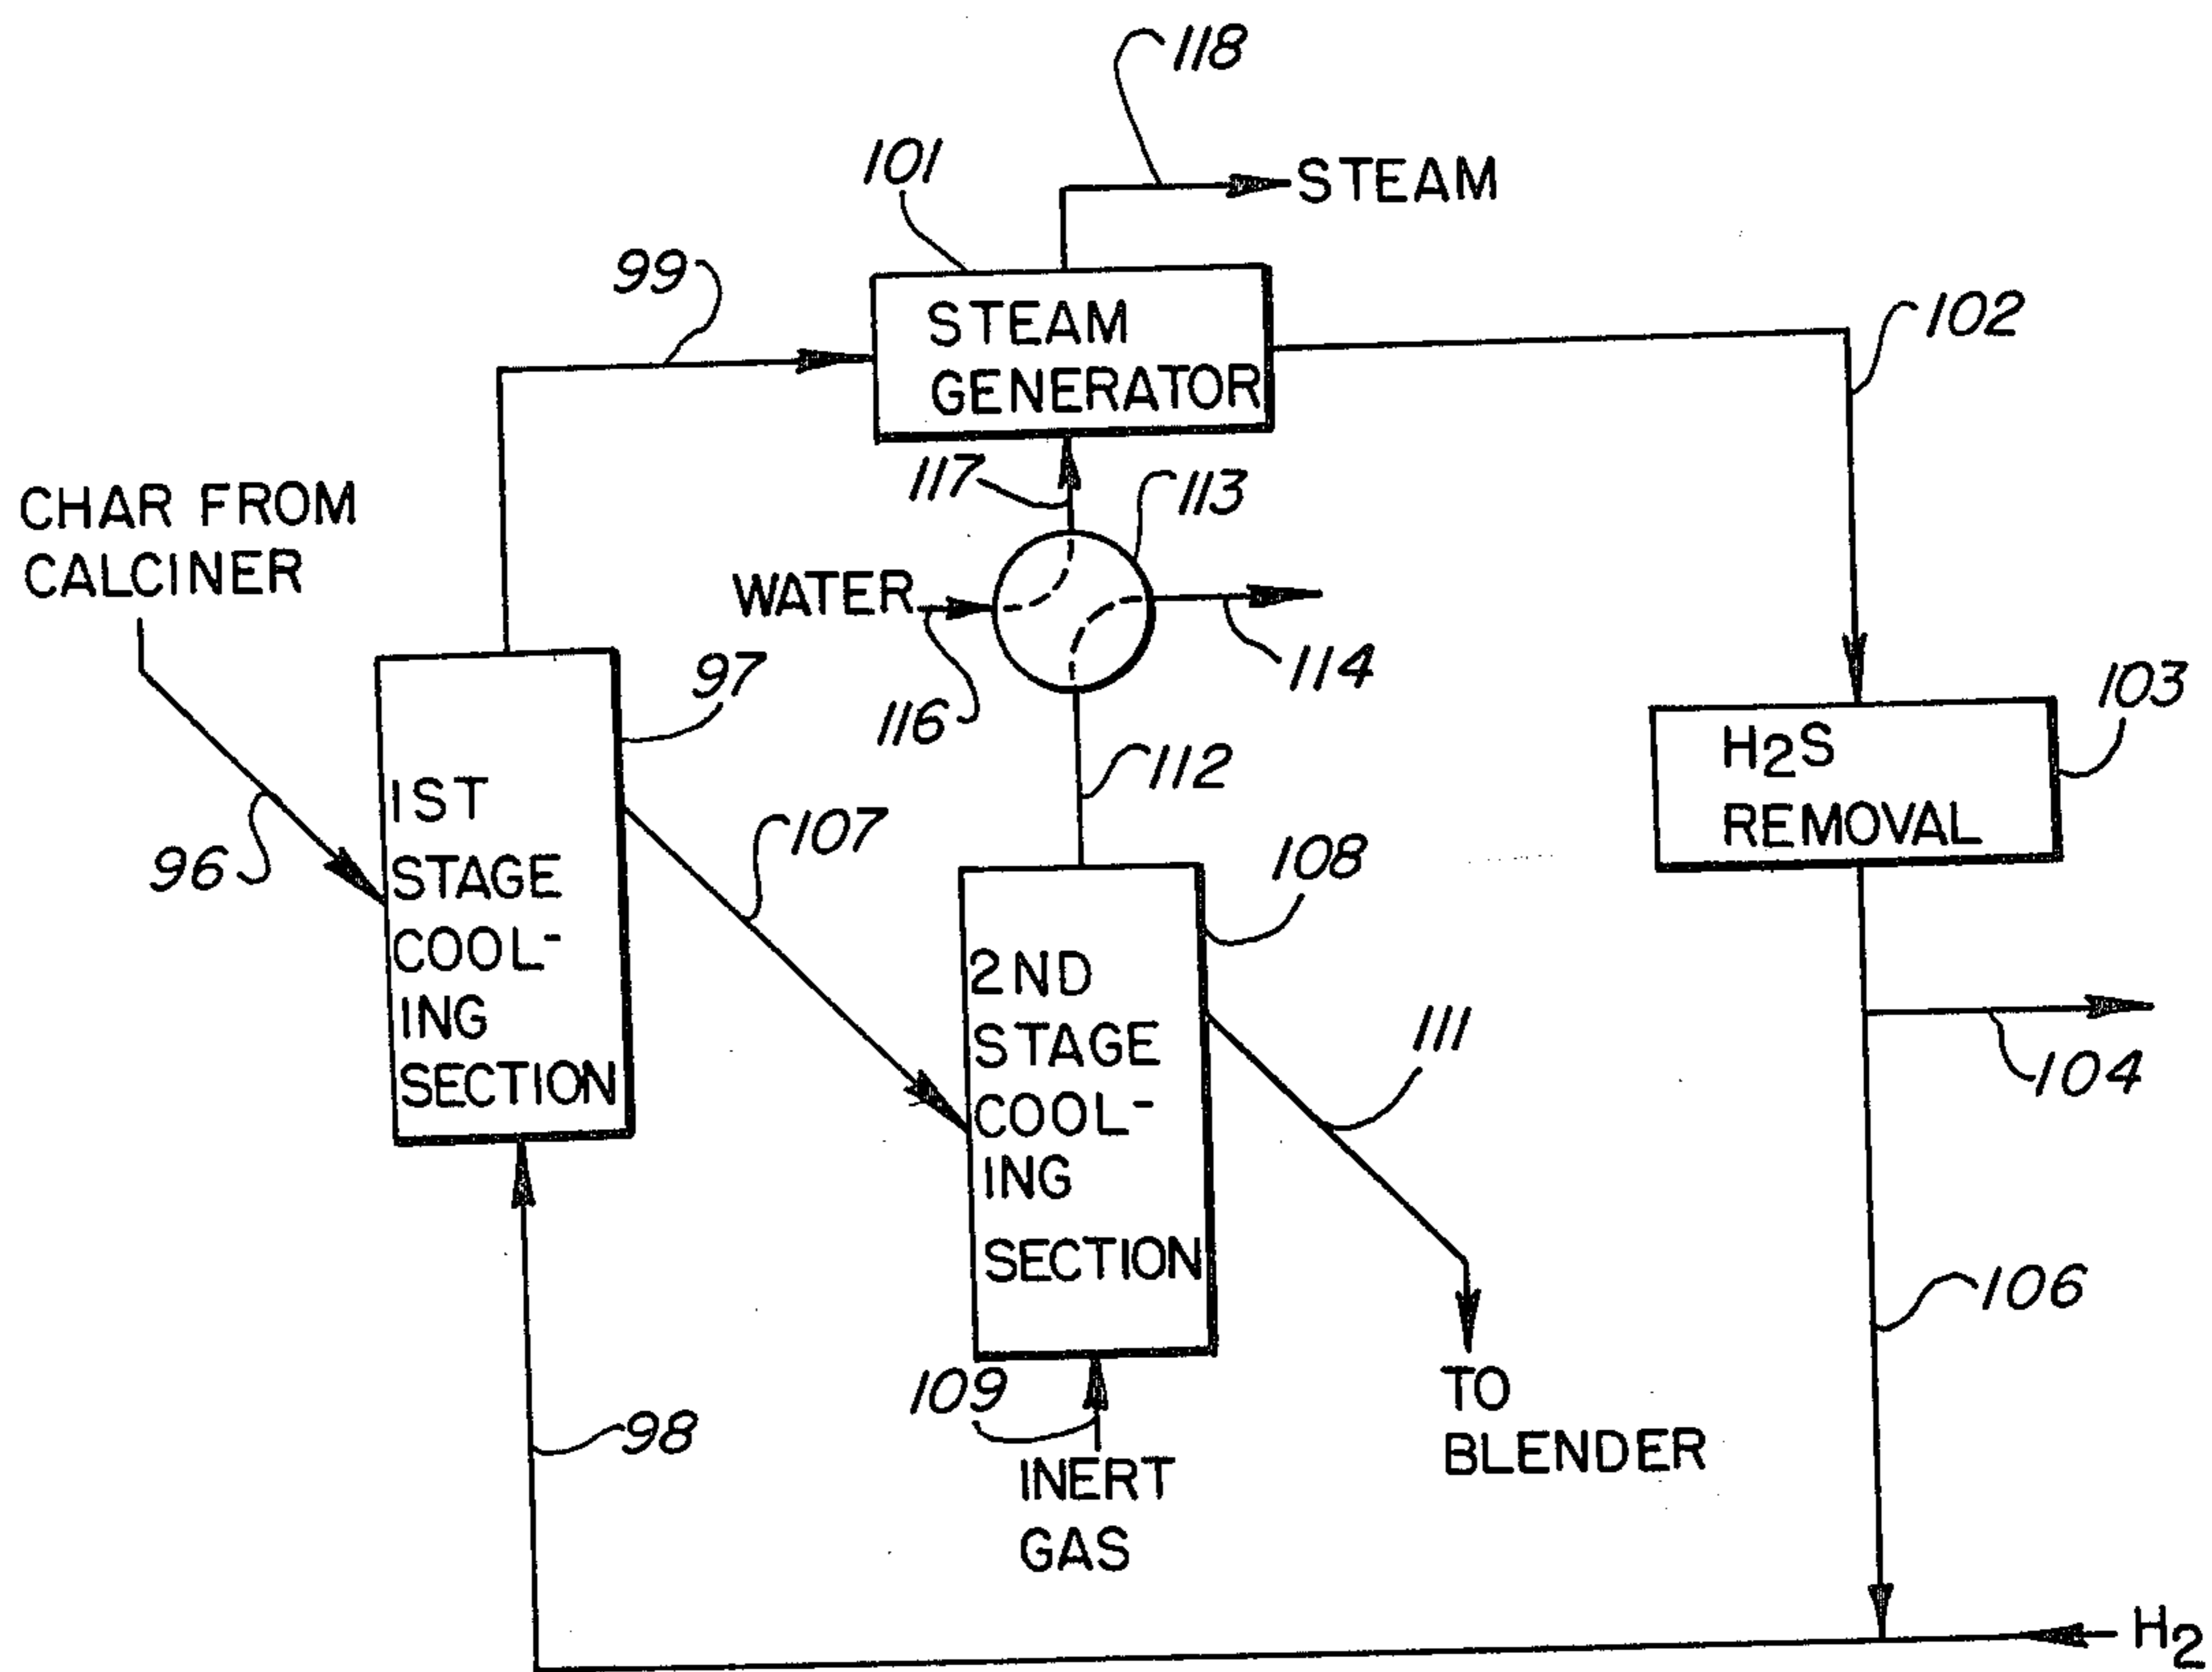 118
101
STEAM
99
STEAM
GENERATOR
102
CHAR FROM
CALCINER
117
113
WATER
116
114
97
103
H2S
REMOVAL
112
1ST
STAGE
COOL-
ING
SECTION
96
107
108
2ND
STAGE
COOL-
ING
SECTION
111
104
106
109
98
INERT
GAS
TO
BLENDER
H2